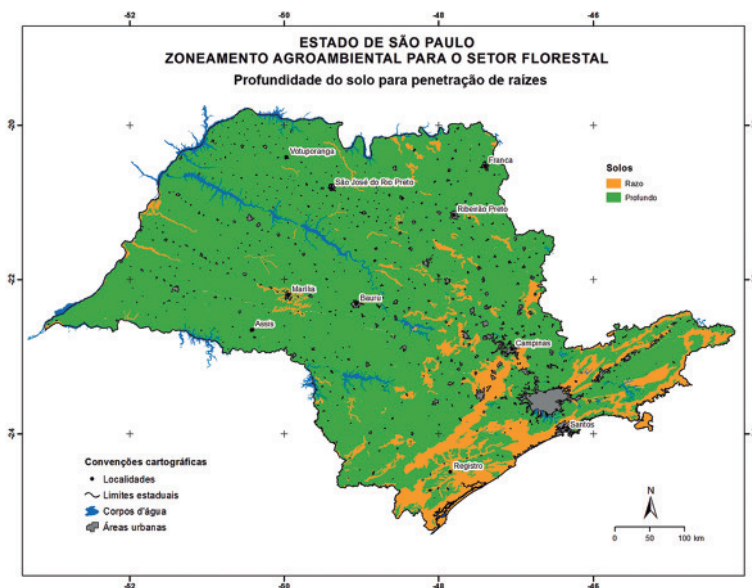 -52
-50
-48
-46
ESTADO DE SÃO PAULO
ZONEAMENTO AGROAMBIENTAL PARA O SETOR FLORESTAL
Profundidade do solo para penetração de raízes
-20
Votuporanga
Franca
São José do Rio Preto
Ribeirão Preto
Solos
Razo
Profundo
-22
Marília
Bauru
Assis
Campinas
-24
Santos
Registro
Convenções cartográficas
Localidades
Limites estaduais
Corpos d'água
Áreas urbanas
N
0 50 100 km
-52
-50
-48
-46